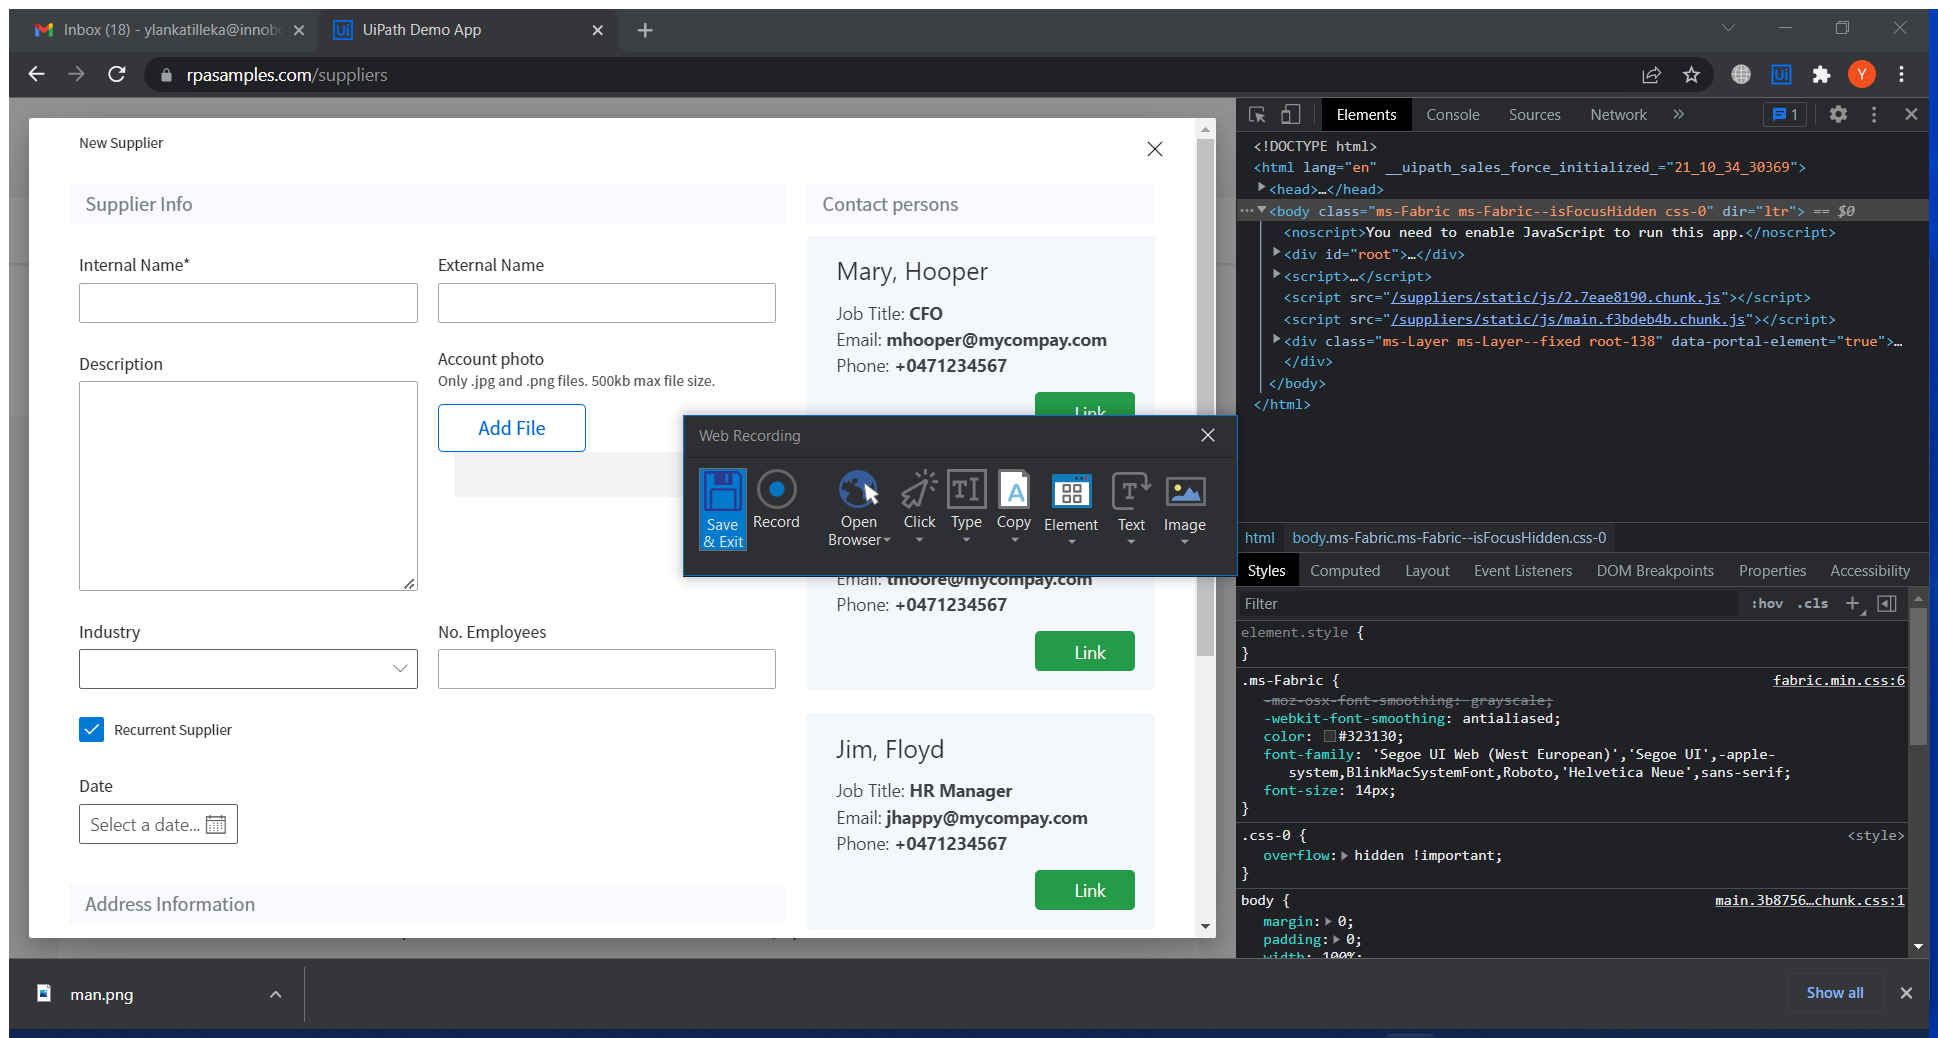 Inbox (18) - ylankatilleka@innobo
UiPath Demo App
rpasamples.com/suppliers
Y
New Supplier
Supplier Info
Internal Name*
External Name
Description
Account photo
Only .jpg and .png files. 500kb max file size.
Add File
Industry
No. Employees
Recurrent Supplier
Date
Select a date...
Address Information
Contact persons
Mary, Hooper
Job Title: CFO
Email: mhooper@mycompay.com
Phone: +0471234567
Link
Email: tmoore@mycompay.com
Phone: +0471234567
Link
Jim, Floyd
Job Title: HR Manager
Email: jhappy@mycompay.com
Phone: +0471234567
Link
Web Recording
Save & Exit
Record
Open Browser
Click
Type
Copy
Element
Text
Image
Elements
Console
Sources
Network
1
<!DOCTYPE html>
<html lang="en" __uipath_sales_force_initialized_="21_10_34_30369">
<head>…</head>
<body class="ms-Fabric ms-Fabric--isFocusHidden css-0" dir="ltr"> == $0
<noscript>You need to enable JavaScript to run this app.</noscript>
<div id="root">…</div>
<script>…</script>
<script src="/suppliers/static/js/2.7eae8190.chunk.js"></script>
<script src="/suppliers/static/js/main.f3bdeb4b.chunk.js"></script>
<div class="ms-Layer ms-Layer--fixed root-138" data-portal-element="true">…
</div>
</body>
</html>
html
body.ms-Fabric.ms-Fabric--isFocusHidden.css-0
Styles
Computed
Layout
Event Listeners
DOM Breakpoints
Properties
Accessibility
Filter
:hov
.cls
element.style {
}
.ms-Fabric {
fabric.min.css:6
-moz-osx-font-smoothing: grayscale;
-webkit-font-smoothing: antialiased;
color: #323130;
font-family: 'Segoe UI Web (West European)','Segoe UI',-apple-
system,BlinkMacSystemFont,Roboto,'Helvetica Neue',sans-serif;
font-size: 14px;
}
.css-0 {
<style>
overflow: hidden !important;
}
body {
main.3b8756…chunk.css:1
margin: 0;
padding: 0;
width: 100%;
man.png
Show all